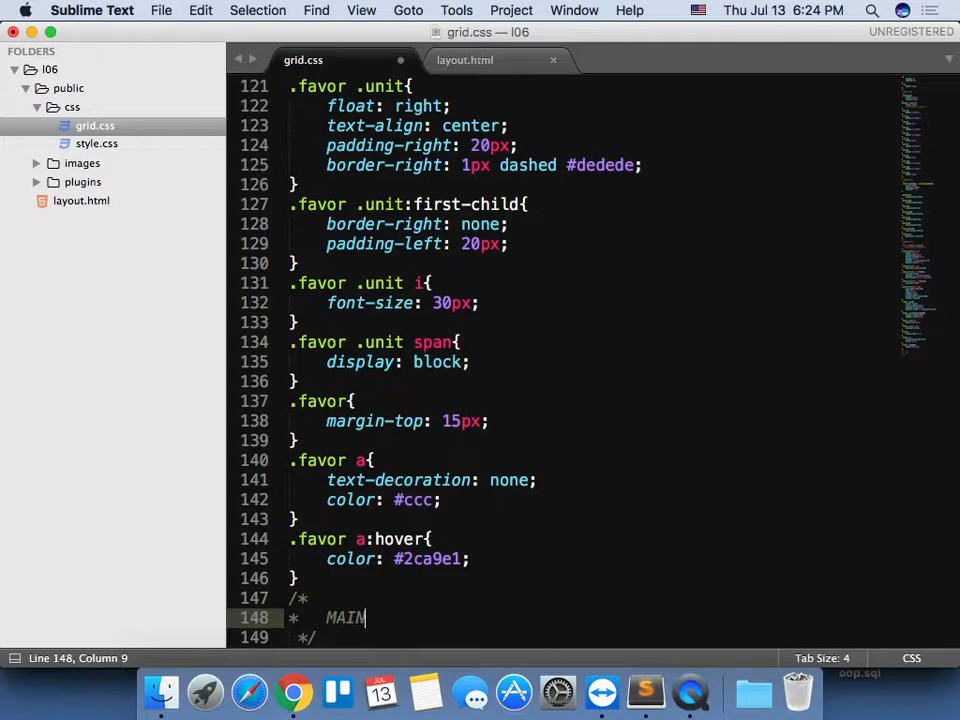 Sublime Text File Edit Selection Find View Goto Tools Project Window Help Thu Jul 13 6:24 PM
grid.css — l06 UNREGISTERED
FOLDERS
l06
public
css
grid.css
style.css
images
plugins
layout.html
grid.css layout.html
121 .favor .unit{
122 float: right;
123 text-align: center;
124 padding-right: 20px;
125 border-right: 1px dashed #dedede;
126 }
127 .favor .unit:first-child{
128 border-right: none;
129 padding-left: 20px;
130 }
131 .favor .unit i{
132 font-size: 30px;
133 }
134 .favor .unit span{
135 display: block;
136 }
137 .favor{
138 margin-top: 15px;
139 }
140 .favor a{
141 text-decoration: none;
142 color: #ccc;
143 }
144 .favor a:hover{
145 color: #2ca9e1;
146 }
147 /*
148 * MAIN
149 */
Line 148, Column 9 Tab Size: 4 CSS
oop.sql
JUL
13